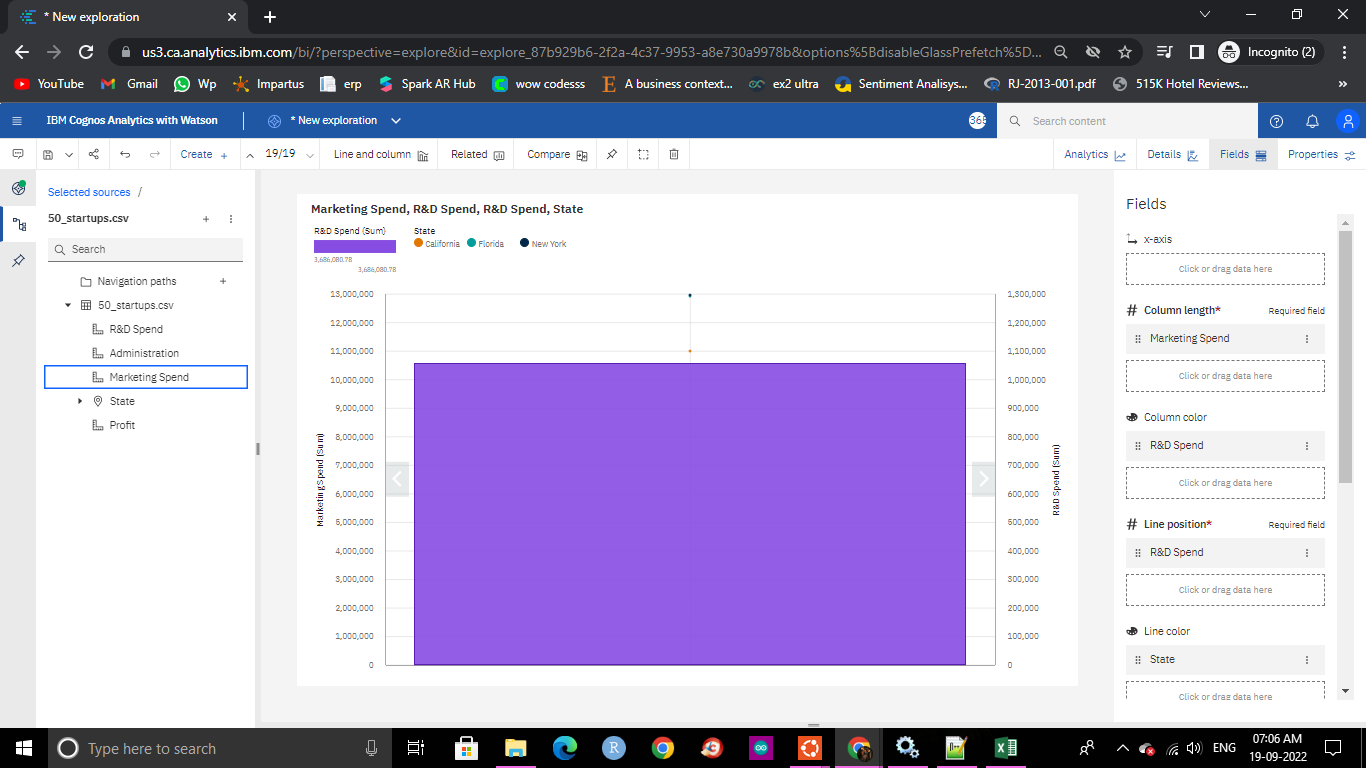 * New exploration
us3.ca.analytics.ibm.com/bi/?perspective=explore&id=explore_87b929b6-2f2a-4c37-9953-a8e730a9978b&options%5BdisableGlassPrefetch%5D...
Incognito (2)
YouTube
Gmail
Wp
Impartus
erp
Spark AR Hub
wow codesss
A business context...
ex2 ultra
Sentiment Analisys...
RJ-2013-001.pdf
515K Hotel Reviews...
»
IBM Cognos Analytics with Watson
* New exploration
365
Search content
Create +
19/19
Line and column
Related
Compare
Analytics
Details
Fields
Properties
Selected sources /
50_startups.csv
Search
Navigation paths
50_startups.csv
R&D Spend
Administration
Marketing Spend
State
Profit
Marketing Spend, R&D Spend, R&D Spend, State
R&D Spend (Sum)
3,686,080.78
3,686,080.78
State
California
Florida
New York
Marketing Spend (Sum)
13,000,000
12,000,000
11,000,000
10,000,000
9,000,000
8,000,000
7,000,000
6,000,000
5,000,000
4,000,000
3,000,000
2,000,000
1,000,000
0
1,300,000
1,200,000
1,100,000
1,000,000
900,000
800,000
700,000
600,000
500,000
400,000
300,000
200,000
100,000
0
R&D Spend (Sum)
Fields
x-axis
Click or drag data here
# Column length* Required field
Marketing Spend
Click or drag data here
Column color
R&D Spend
Click or drag data here
# Line position* Required field
R&D Spend
Click or drag data here
Line color
State
Click or drag data here
Type here to search
R
ENG
07:06 AM
19-09-2022